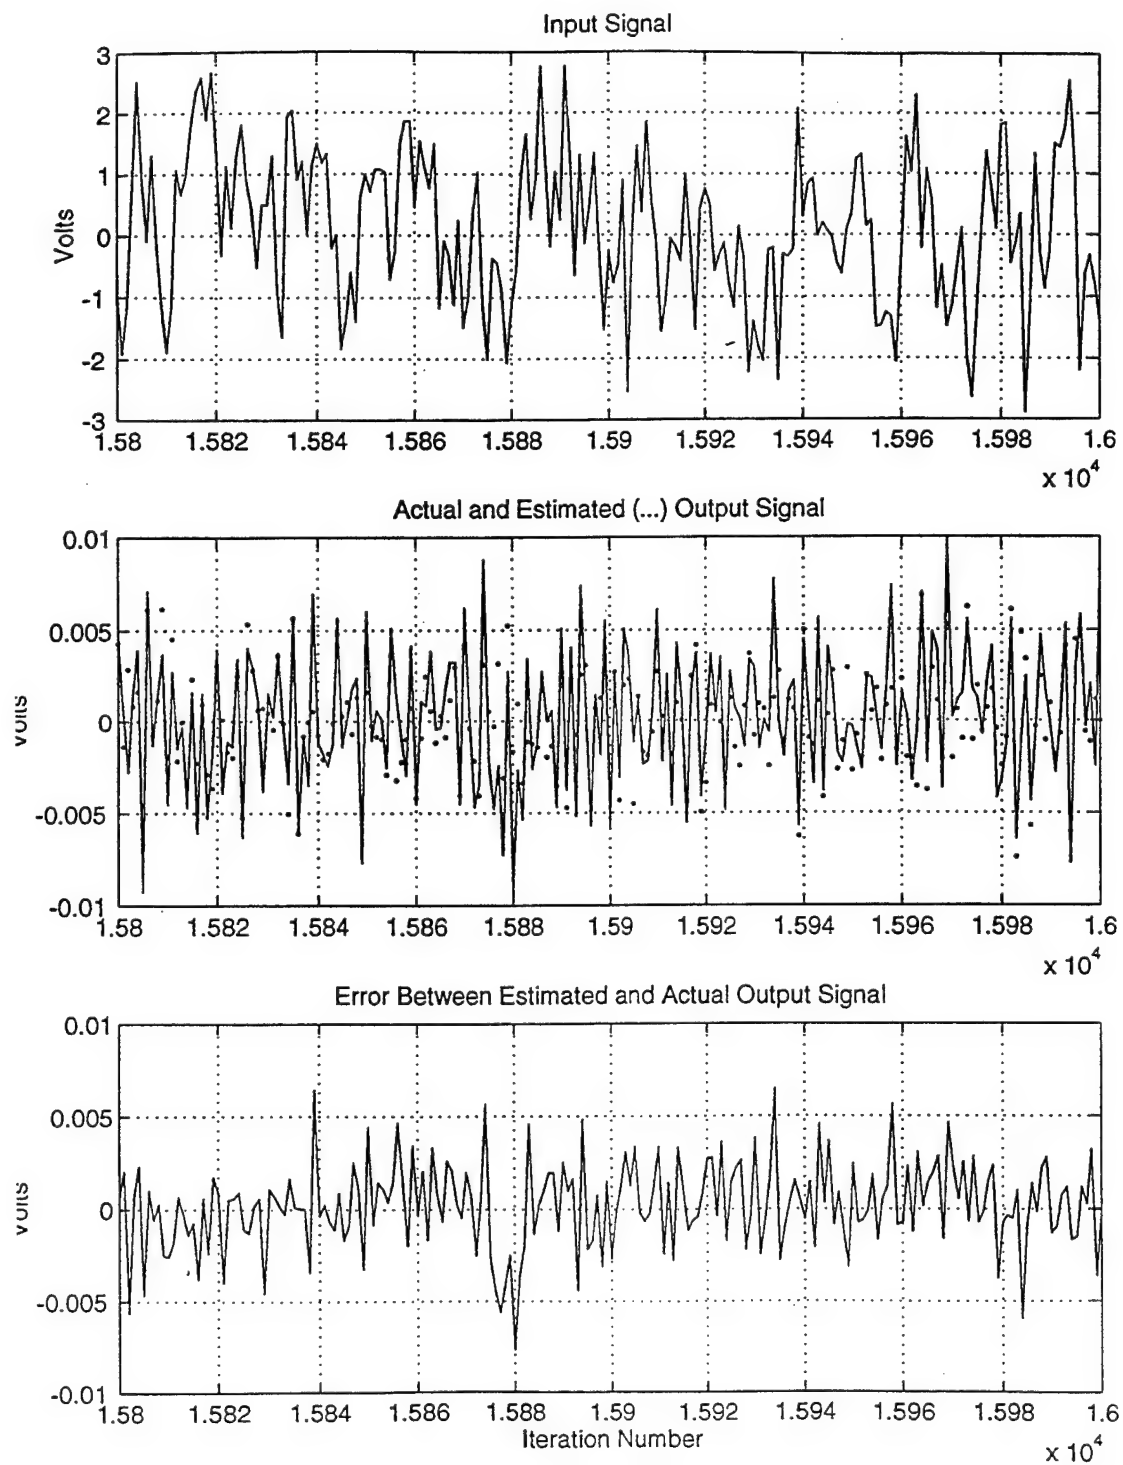 Input Signal
3
2
1
0
-1
-2
-3
Volts
1.58 1.582 1.584 1.586 1.588 1.59 1.592 1.594 1.596 1.598 1.6
x 10^4
Actual and Estimated (...) Output Signal
0.01
0.005
0
-0.005
-0.01
Volts
1.58 1.582 1.584 1.586 1.588 1.59 1.592 1.594 1.596 1.598 1.6
x 10^4
Error Between Estimated and Actual Output Signal
0.01
0.005
0
-0.005
-0.01
Volts
1.58 1.582 1.584 1.586 1.588 1.59 1.592 1.594 1.596 1.598 1.6
Iteration Number
x 10^4